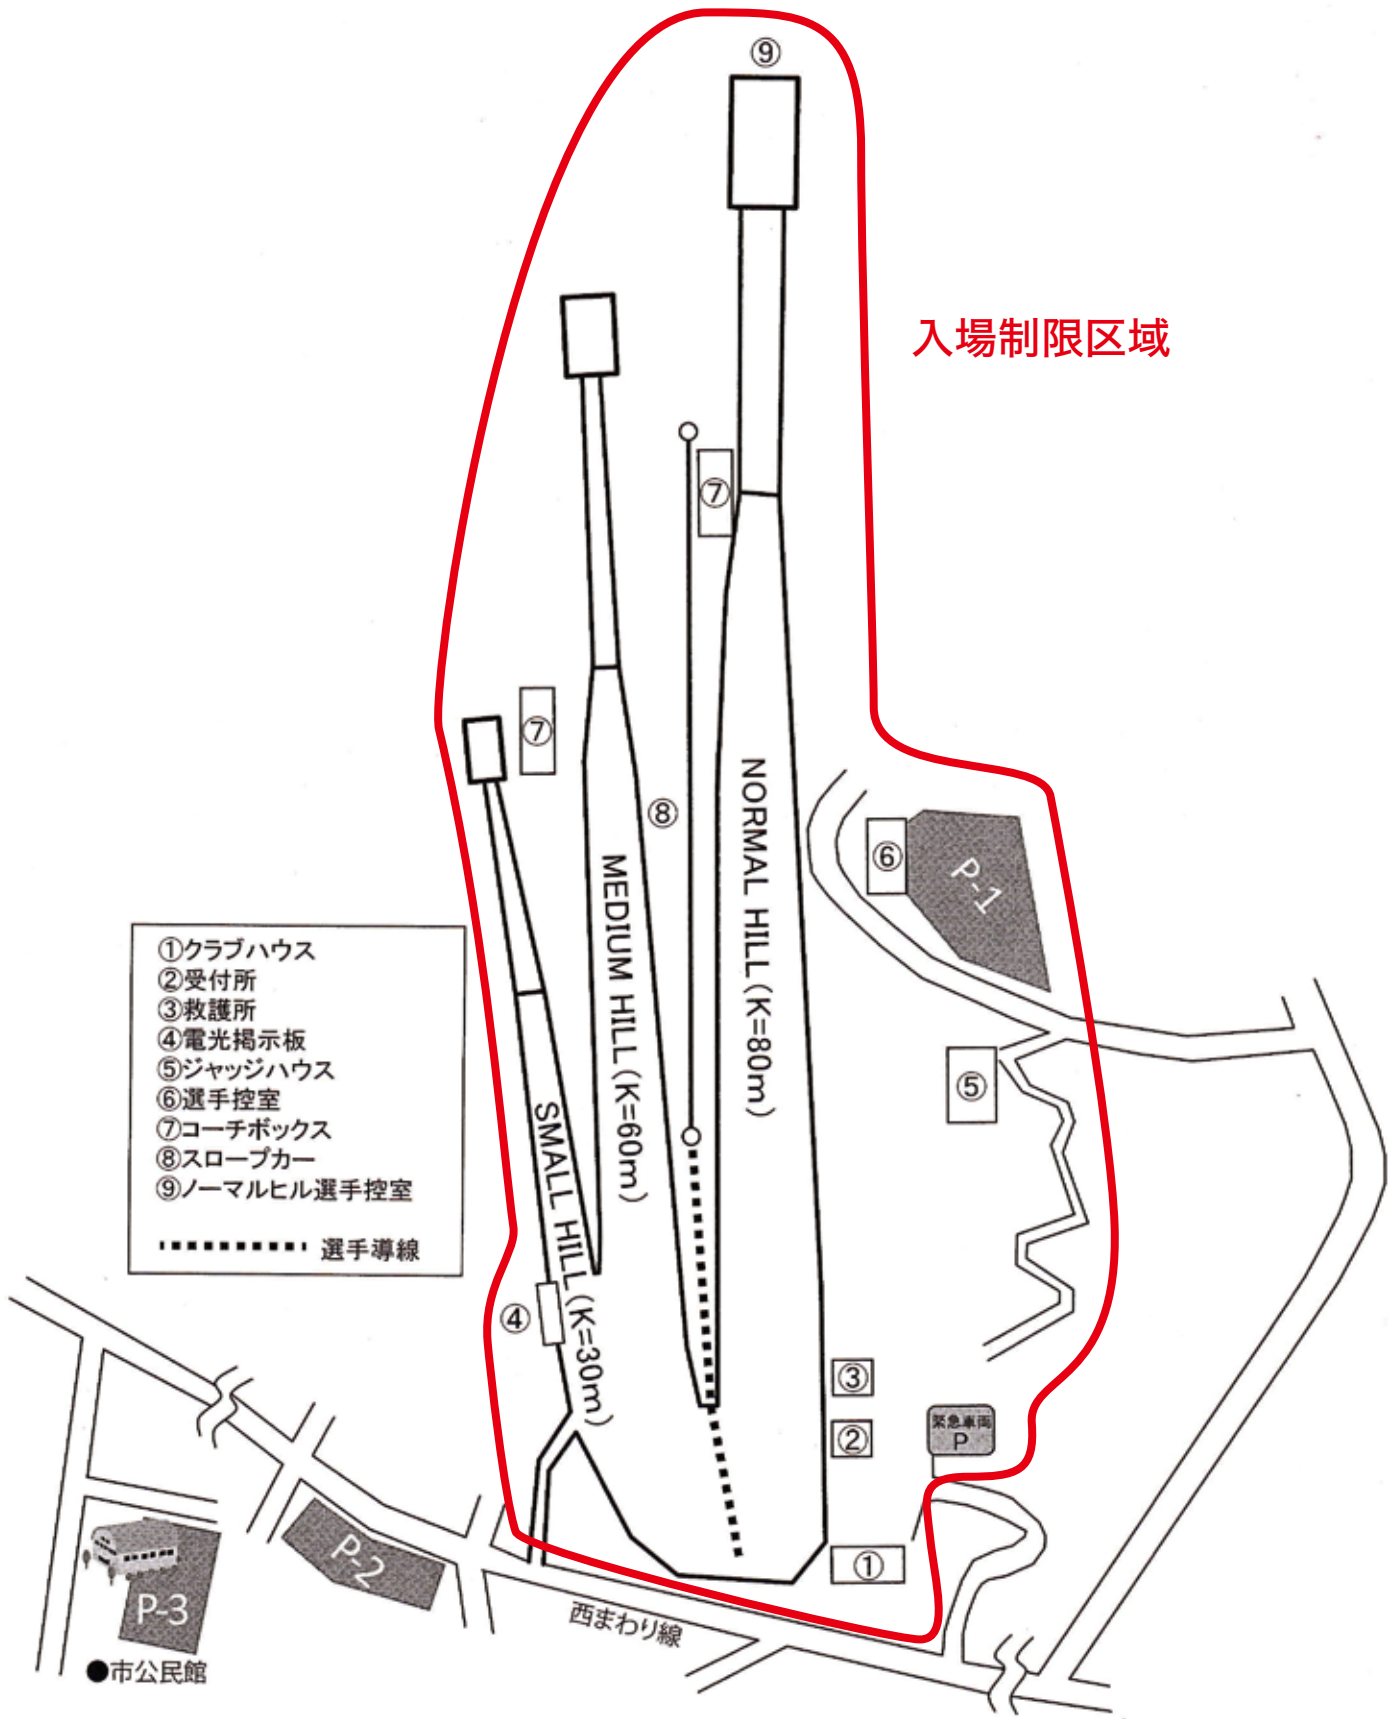 ⑨
入場制限区域
⑦
⑦
⑧
NORMAL HILL (K=80m)
MEDIUM HILL (K=60m)
SMALL HILL (K=30m)
⑥
P-1
⑤
①クラブハウス
②受付所
③救護所
④電光掲示板
⑤ジャッジハウス
⑥選手控室
⑦コーチボックス
⑧スロープカー
⑨ノーマルヒル選手控室
選手導線
④
③
②
緊急車両
P
①
P-2
P-3
西まわり線
●市公民館